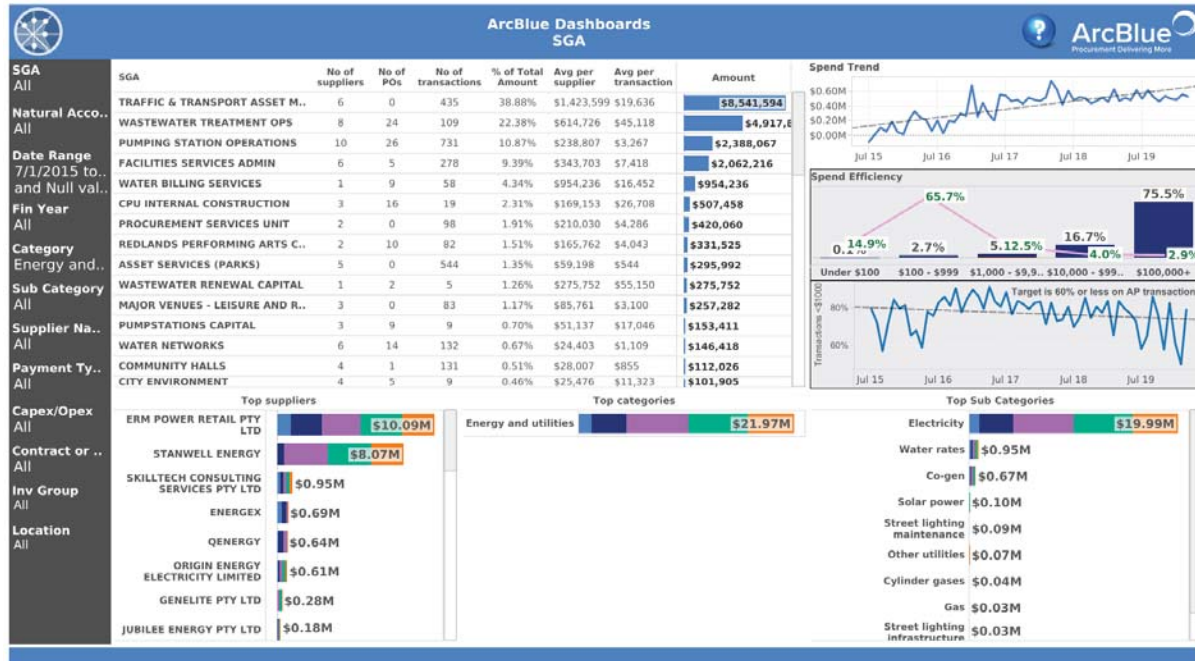 ArcBlue Dashboards
SGA
ArcBlue
Procurement Delivering More
SGA
All
Natural Acco..
All
Date Range
7/1/2015 to..
and Null val..
Fin Year
All
Category
Energy and..
Sub Category
All
Supplier Na..
All
Payment Ty..
All
Capex/Opex
All
Contract or ..
All
Inv Group
All
Location
All
SGA No of suppliers No of POs No of transactions % of Total Amount Avg per supplier Avg per transaction Amount
TRAFFIC & TRANSPORT ASSET M.. 6 0 435 38.88% $1,423,599 $19,636 $8,541,594
WASTEWATER TREATMENT OPS 8 24 109 22.38% $614,726 $45,118 $4,917,8
PUMPING STATION OPERATIONS 10 26 731 10.87% $238,807 $3,267 $2,388,067
FACILITIES SERVICES ADMIN 6 5 278 9.39% $343,703 $7,418 $2,062,216
WATER BILLING SERVICES 1 9 58 4.34% $954,236 $16,452 $954,236
CPU INTERNAL CONSTRUCTION 3 16 19 2.31% $169,153 $26,708 $507,458
PROCUREMENT SERVICES UNIT 2 0 98 1.91% $210,030 $4,286 $420,060
REDLANDS PERFORMING ARTS C.. 2 10 82 1.51% $165,762 $4,043 $331,525
ASSET SERVICES (PARKS) 5 0 544 1.35% $59,198 $544 $295,992
WASTEWATER RENEWAL CAPITAL 1 2 5 1.26% $275,752 $55,150 $275,752
MAJOR VENUES - LEISURE AND R.. 3 0 83 1.17% $85,761 $3,100 $257,282
PUMPSTATIONS CAPITAL 3 9 9 0.70% $51,137 $17,046 $153,411
WATER NETWORKS 6 14 132 0.67% $24,403 $1,109 $146,418
COMMUNITY HALLS 4 1 131 0.51% $28,007 $855 $112,026
CITY ENVIRONMENT 4 5 9 0.46% $25,476 $11,323 $101,905
Spend Trend
$0.60M
$0.40M
$0.20M
$0.00M
Jul 15 Jul 16 Jul 17 Jul 18 Jul 19
Spend Efficiency
65.7% 75.5%
14.9% 2.7% 5. 12.5% 16.7% 4.0% 2.9%
Under $100 $100 - $999 $1,000 - $9,9.. $10,000 - $99.. $100,000+
Target is 60% or less on AP transaction
Transactions <$1000
80%
60%
Jul 15 Jul 16 Jul 17 Jul 18 Jul 19
Top suppliers
ERM POWER RETAIL PTY
LTD $10.09M
STANWELL ENERGY $8.07M
SKILLTECH CONSULTING
SERVICES PTY LTD $0.95M
ENERGEX $0.69M
QENERGY $0.64M
ORIGIN ENERGY
ELECTRICITY LIMITED $0.61M
GENELITE PTY LTD $0.28M
JUBILEE ENERGY PTY LTD $0.18M
Top categories
Energy and utilities $21.97M
Top Sub Categories
Electricity $19.99M
Water rates $0.95M
Co-gen $0.67M
Solar power $0.10M
Street lighting
maintenance $0.09M
Other utilities $0.07M
Cylinder gases $0.04M
Gas $0.03M
Street lighting
infrastructure $0.03M